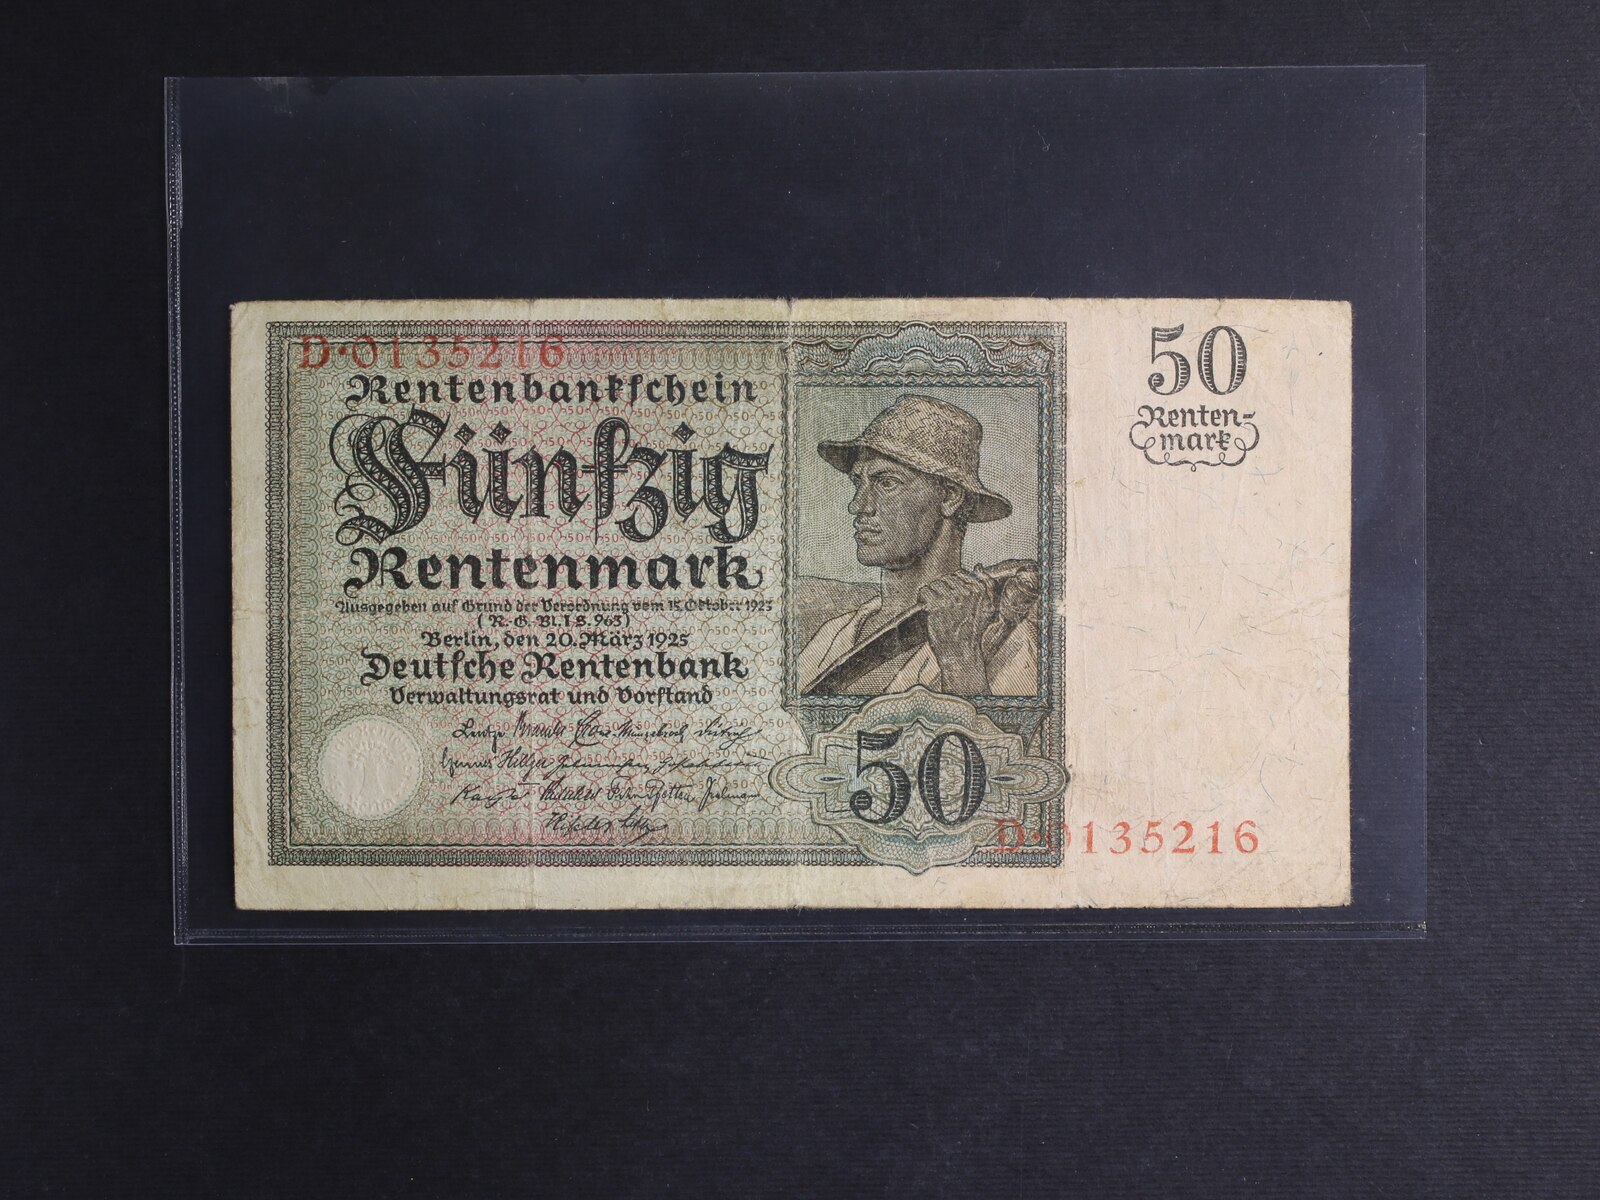 D·0135216
Rentenbankschein
Fünfzig
Rentenmark
Ausgegeben auf Grund der Verordnung vom 15. Oktober 1923
(R.-G.-Bl. I S. 963)
Berlin, den 20. März 1925
Deutsche Rentenbank
Verwaltungsrat und Vorstand
Lentze
50
D·0135216
50
Renten-
mark